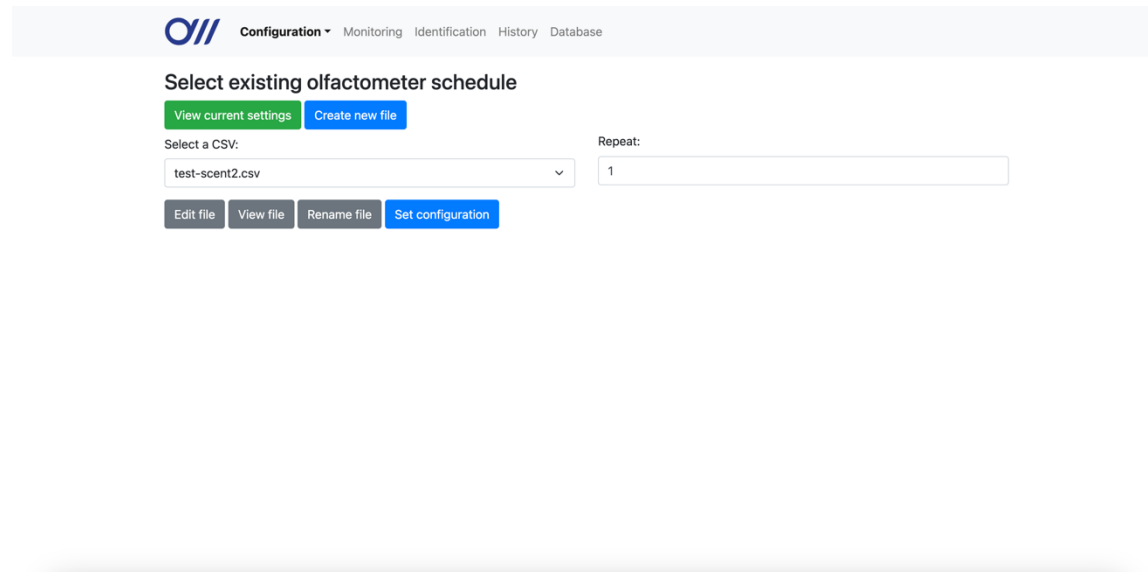 Configuration Monitoring Identification History Database
Select existing olfactometer schedule
View current settings Create new file
Select a CSV:
test-scent2.csv
Repeat:
1
Edit file View file Rename file Set configuration